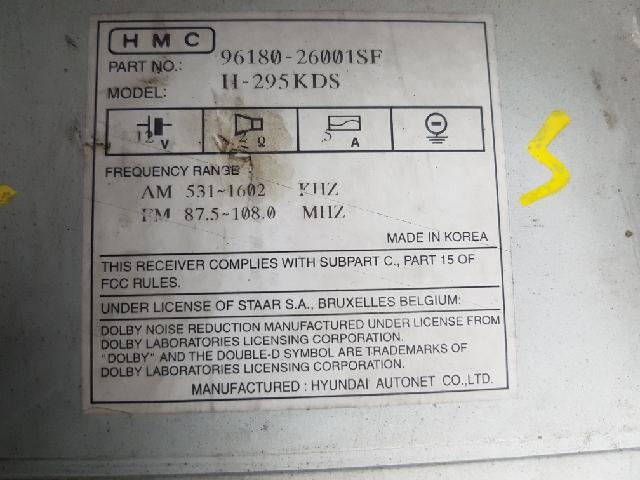 HMC
PART NO.: 96180-26001SF
MODEL: H-295KDS
12 V 2 Ω 5 A
FREQUENCY RANGE
AM 531~1602 KHZ
FM 87.5~108.0 MHZ
MADE IN KOREA
THIS RECEIVER COMPLIES WITH SUBPART C., PART 15 OF
FCC RULES.
UNDER LICENSE OF STAAR S.A., BRUXELLES BELGIUM:
DOLBY NOISE REDUCTION MANUFACTURED UNDER LICENSE FROM
DOLBY LABORATORIES LICENSING CORPORATION.
"DOLBY" AND THE DOUBLE-D SYMBOL ARE TRADEMARKS OF
DOLBY LABORATORIES LICENSING CORPORATION.
MANUFACTURED : HYUNDAI AUTONET CO.,LTD.
S